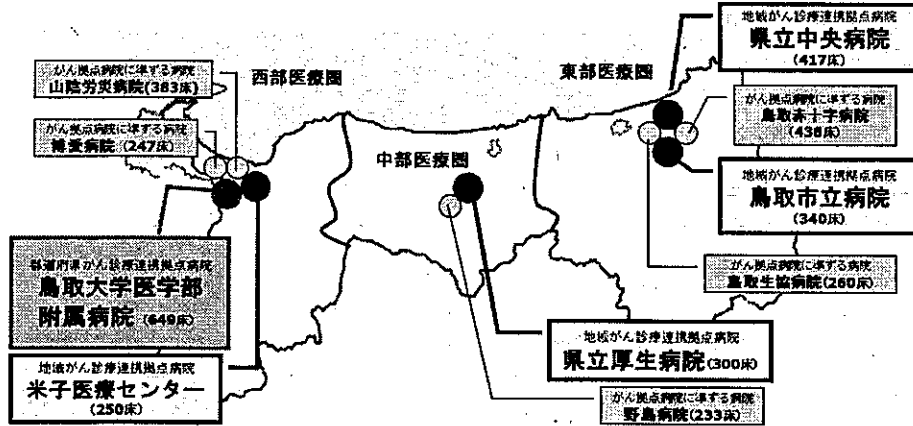 地域がん診療連携拠点病院
県立中央病院
(417床)
西部医療圏
東部医療圏
がん拠点病院に準ずる病院
山陰労災病院(383床)
がん拠点病院に準ずる病院
鳥取赤十字病院
(438床)
がん拠点病院に準ずる病院
博愛病院(247床)
中部医療圏
地域がん診療連携拠点病院
鳥取市立病院
(340床)
都道府県がん診療連携拠点病院
鳥取大学医学部
附属病院(649床)
がん拠点病院に準ずる病院
鳥取生協病院(260床)
地域がん診療連携拠点病院
県立厚生病院(300床)
地域がん診療連携拠点病院
米子医療センター
(250床)
がん拠点病院に準ずる病院
野島病院(233床)